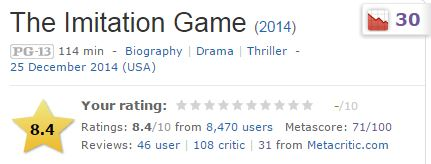 The Imitation Game (2014) 30
PG-13 114 min - Biography | Drama | Thriller -
25 December 2014 (USA)
8.4
Your rating: -/10
Ratings: 8.4/10 from 8,470 users Metascore: 71/100
Reviews: 46 user | 108 critic | 31 from Metacritic.com